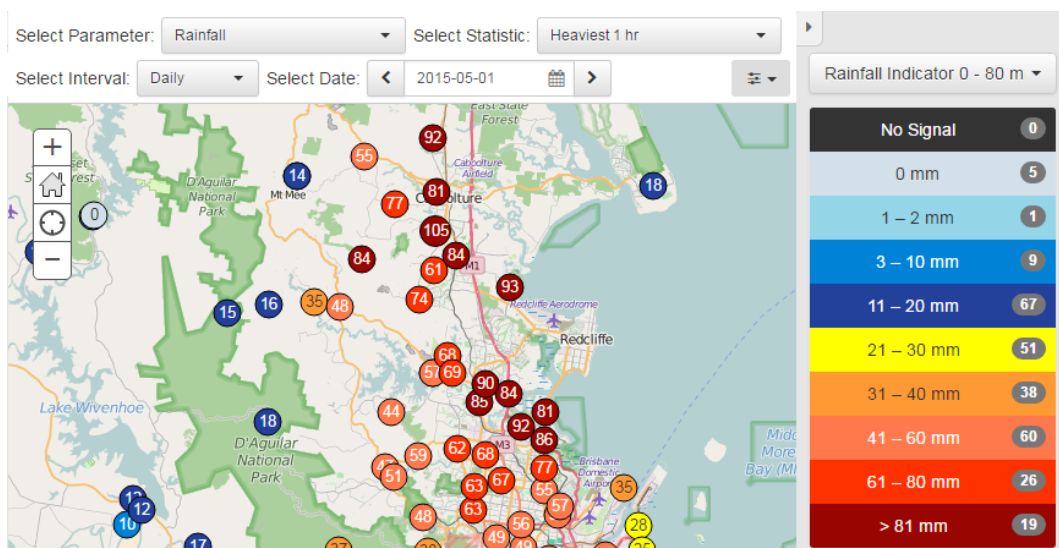 Select Parameter: Rainfall Select Statistic: Heaviest 1 hr
Select Interval: Daily Select Date: 2015-05-01
Rainfall Indicator 0 - 80 m
No Signal 0
0 mm 5
1 – 2 mm 1
3 – 10 mm 9
11 – 20 mm 67
21 – 30 mm 51
31 – 40 mm 38
41 – 60 mm 60
61 – 80 mm 26
> 81 mm 19
East State
Forest
92
55
Caboolture
Airfield
14
18
D'Aguilar
National
Park
Mt Mee
81
77
0
105
84
84
61
M1
93
74
35
48
16
15
Redcliffe Aerodrome
Redcliffe
68
69
90
84
85
44
81
92
Lake Wivenhoe
18
86
M3
D'Aguilar
National
Park
62
68
59
77
51
Brisbane
Domestic
Airport
67
63
55
35
12
57
10
63
48
56
28
49
17